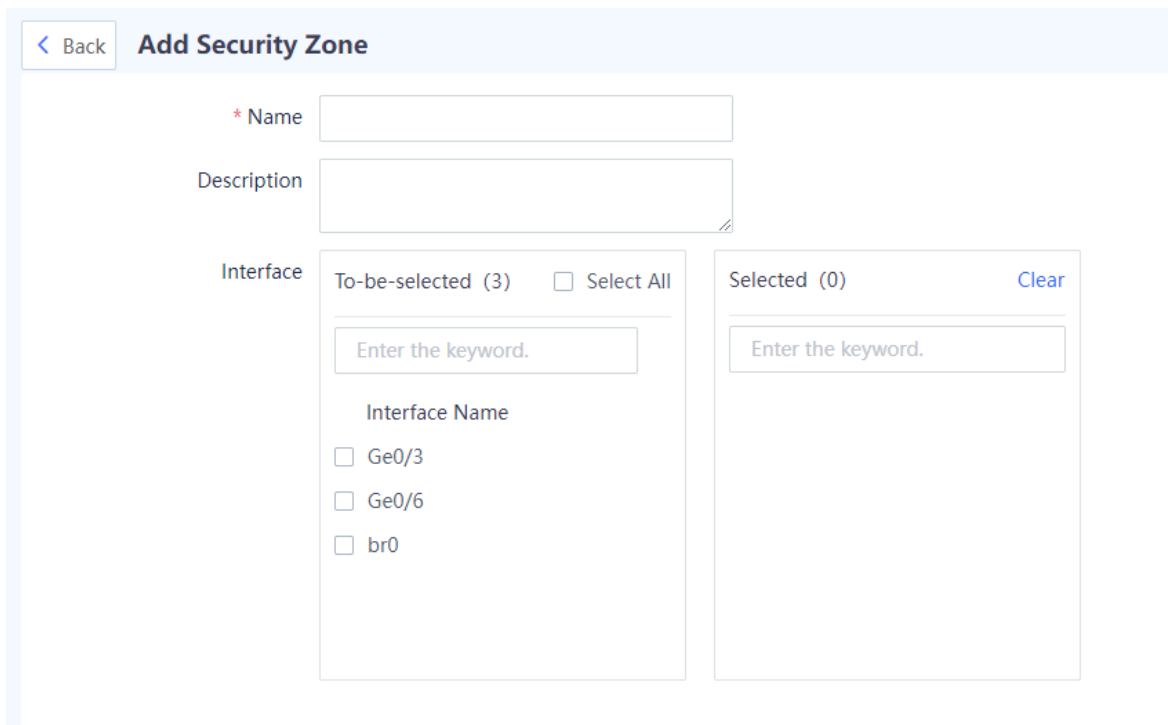 Back Add Security Zone
* Name
Description
Interface To-be-selected (3) Select All Selected (0) Clear
Enter the keyword. Enter the keyword.
Interface Name
Ge0/3
Ge0/6
br0